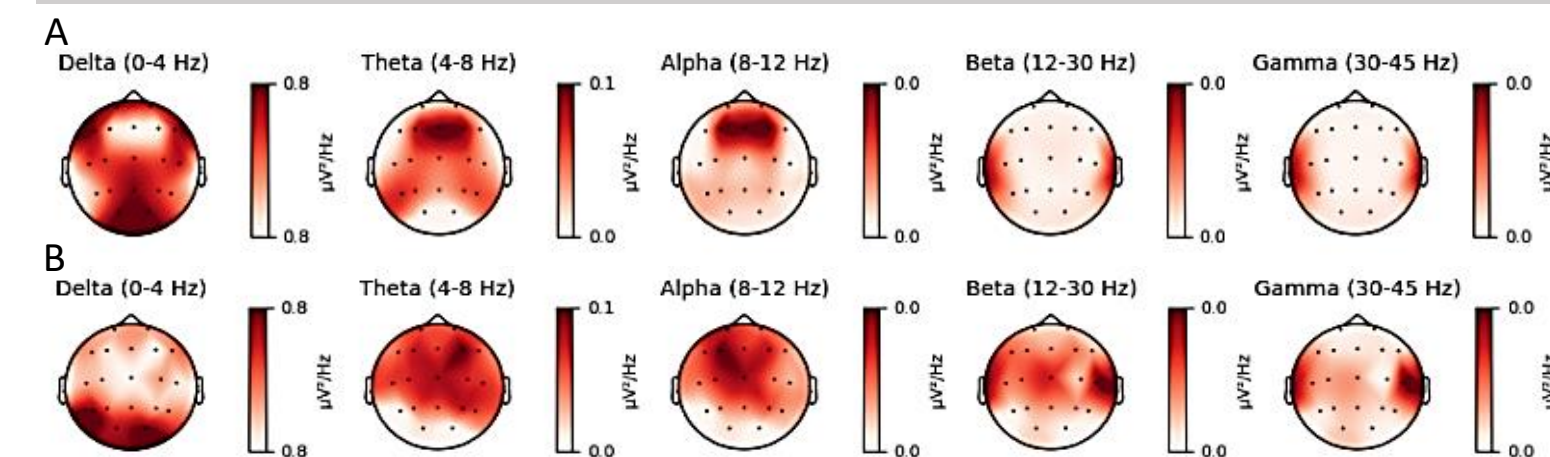 A
Delta (0-4 Hz) Theta (4-8 Hz) Alpha (8-12 Hz) Beta (12-30 Hz) Gamma (30-45 Hz)
0.8 0.1 0.0 0.0 0.0
µV²/Hz µV²/Hz µV²/Hz µV²/Hz µV²/Hz
0.8 0.0 0.0 0.0 0.0
B
Delta (0-4 Hz) Theta (4-8 Hz) Alpha (8-12 Hz) Beta (12-30 Hz) Gamma (30-45 Hz)
0.8 0.1 0.0 0.0 0.0
µV²/Hz µV²/Hz µV²/Hz µV²/Hz µV²/Hz
0.8 0.0 0.0 0.0 0.0